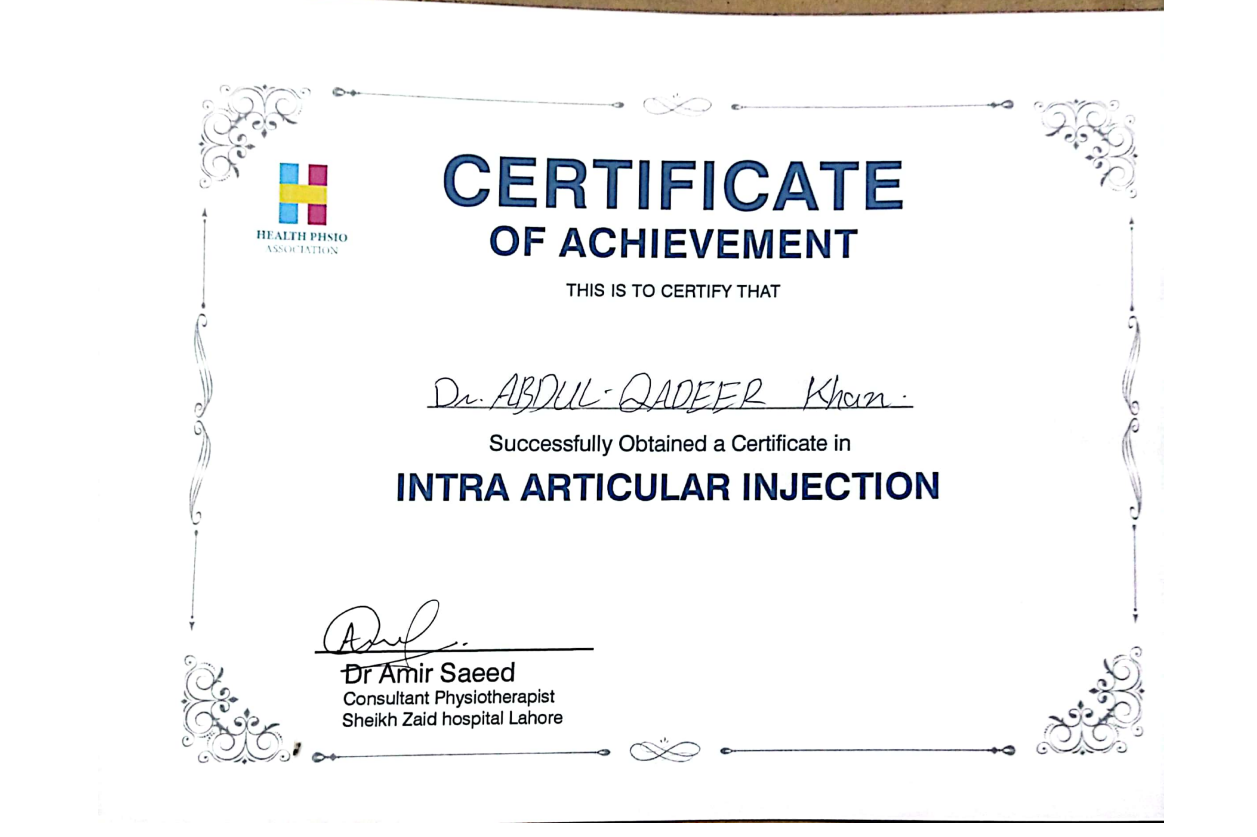 HEALTH PHSIO
ASSOCIATION
CERTIFICATE
OF ACHIEVEMENT
THIS IS TO CERTIFY THAT
Dr. ABDUL-QADEER Khan.
Successfully Obtained a Certificate in
INTRA ARTICULAR INJECTION
Dr Amir Saeed
Consultant Physiotherapist
Sheikh Zaid hospital Lahore